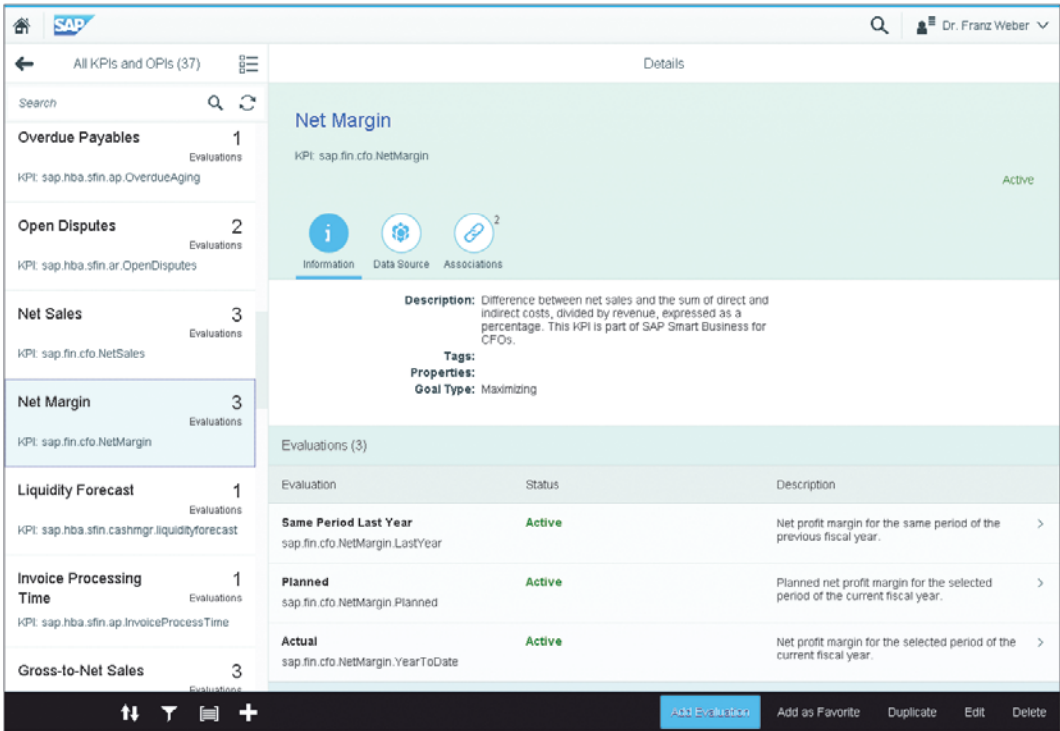 SAP
Dr. Franz Weber
All KPIs and OPIs (37)
Details
Search
Overdue Payables 1
Evaluations
KPI: sap.hba.sfin.ap.OverdueAging
Open Disputes 2
Evaluations
KPI: sap.hba.sfin.ar.OpenDisputes
Net Sales 3
Evaluations
KPI: sap.fin.cfo.NetSales
Net Margin 3
Evaluations
KPI: sap.fin.cfo.NetMargin
Liquidity Forecast 1
Evaluations
KPI: sap.hba.sfin.cashmgr.liquidityforecast
Invoice Processing 1
Time Evaluations
KPI: sap.hba.sfin.ap.InvoiceProcessTime
Gross-to-Net Sales 3
Evaluations
Net Margin
KPI: sap.fin.cfo.NetMargin
Active
2
Information Data Source Associations
Description: Difference between net sales and the sum of direct and
indirect costs, divided by revenue, expressed as a
percentage. This KPI is part of SAP Smart Business for
CFOs.
Tags:
Properties:
Goal Type: Maximizing
Evaluations (3)
Evaluation Status Description
Same Period Last Year Active Net profit margin for the same period of the
sap.fin.cfo.NetMargin.LastYear previous fiscal year.
Planned Active Planned net profit margin for the selected
sap.fin.cfo.NetMargin.Planned period of the current fiscal year.
Actual Active Net profit margin for the selected period of the
sap.fin.cfo.NetMargin.YearToDate current fiscal year.
Add Evaluation Add as Favorite Duplicate Edit Delete